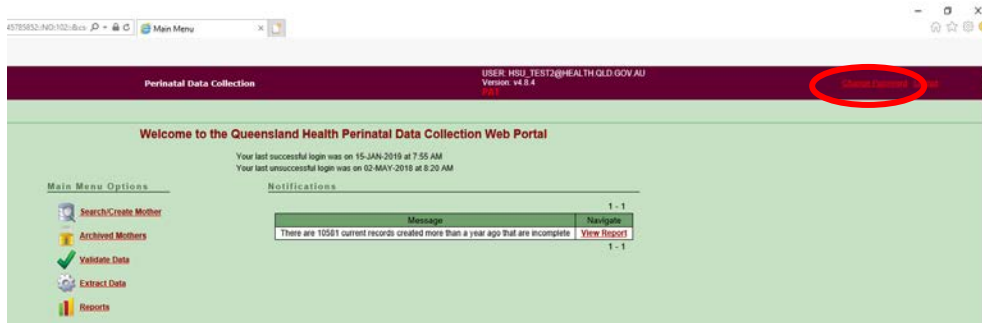 Main Menu
Perinatal Data Collection
USER: HSU_TEST2@HEALTH.QLD.GOV.AU
Version: v4.8.4
PAT
Change Password
Welcome to the Queensland Health Perinatal Data Collection Web Portal
Your last successful login was on 15-JAN-2019 at 7:55 AM
Your last unsuccessful login was on 02-MAY-2018 at 8:20 AM
Main Menu Options
Notifications
Search/Create Mother
Archived Mothers
Validate Data
Extract Data
Reports
1 - 1
Message Navigate
There are 10581 current records created more than a year ago that are incomplete View Report
1 - 1